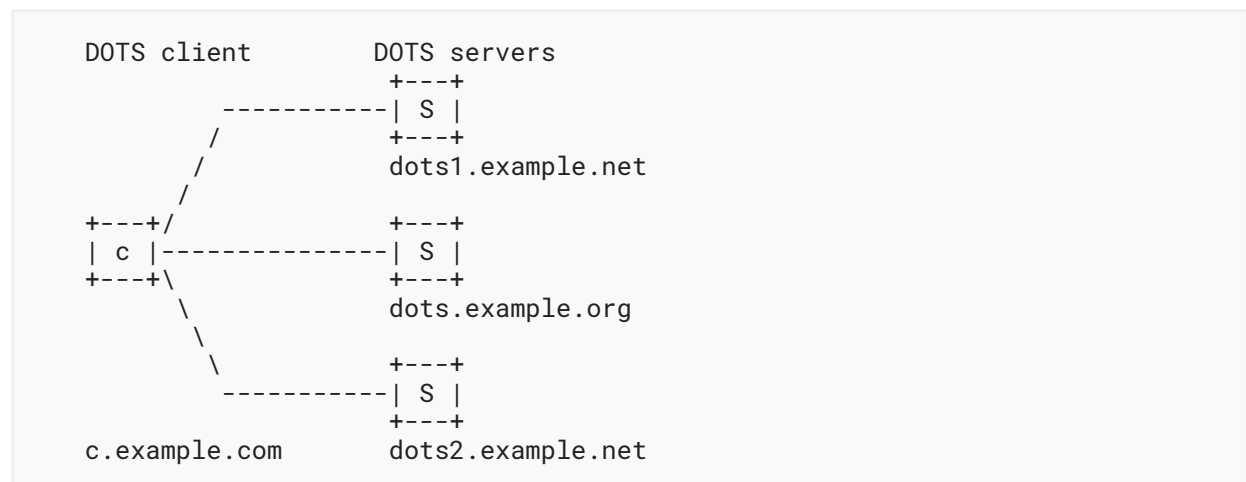 DOTS client        DOTS servers
                    +---+
         -----------| S |
        /           +---+
       /            dots1.example.net
      /
+---+/              +---+
| c |---------------| S |
+---+\              +---+
      \             dots.example.org
       \
        \           +---+
         -----------| S |
                    +---+
c.example.com       dots2.example.net